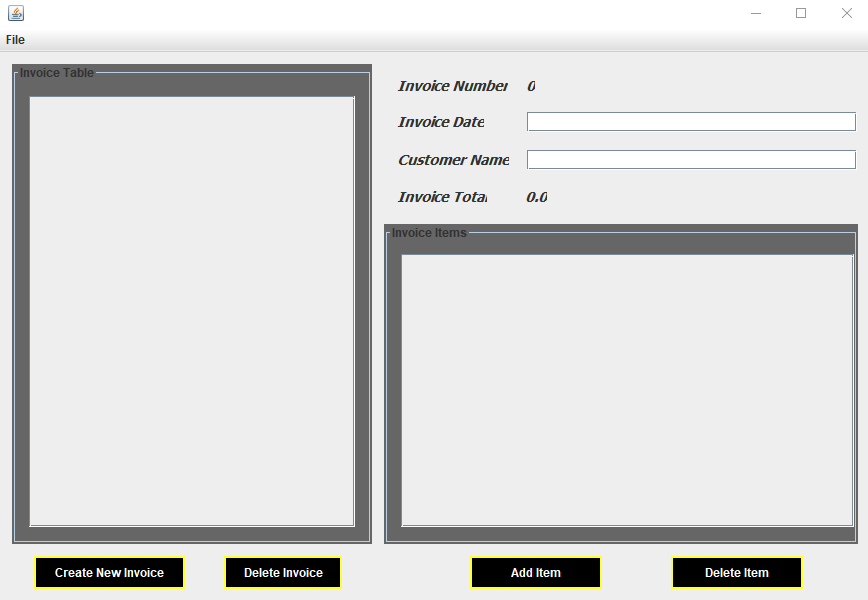 File
Invoice Table
Invoice Number 0
Invoice Date
Customer Name
Invoice Total 0.0
Invoice Items
Create New Invoice
Delete Invoice
Add Item
Delete Item